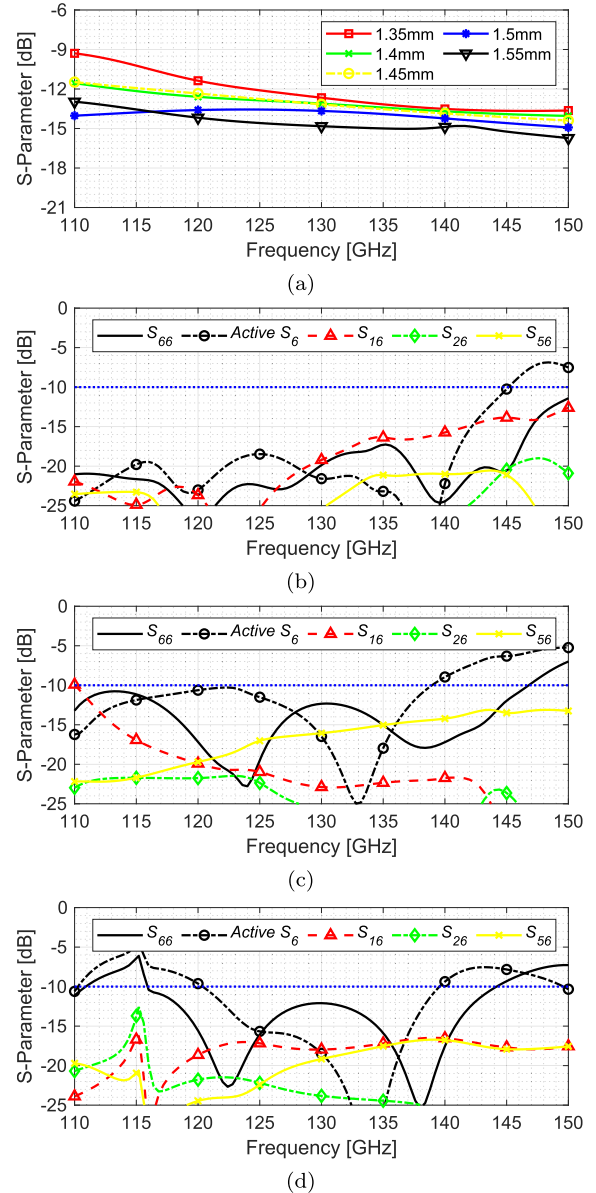 -6
-9
-12
-15
-18
-21
S-Parameter [dB]
1.35mm
1.4mm
1.45mm
1.5mm
1.55mm
110 115 120 125 130 135 140 145 150
Frequency [GHz]
(a)
0
-5
-10
-15
-20
-25
S-Parameter [dB]
S66 Active S6 S16 S26 S56
110 115 120 125 130 135 140 145 150
Frequency [GHz]
(b)
0
-5
-10
-15
-20
-25
S-Parameter [dB]
S66 Active S6 S16 S26 S56
110 115 120 125 130 135 140 145 150
Frequency [GHz]
(c)
0
-5
-10
-15
-20
-25
S-Parameter [dB]
S66 Active S6 S16 S26 S56
110 115 120 125 130 135 140 145 150
Frequency [GHz]
(d)